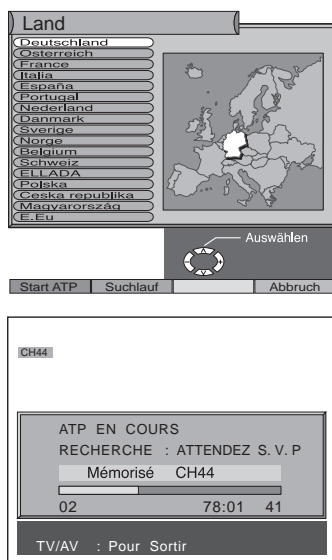 Land
Deutschland
Österreich
France
Italia
España
Portugal
Nederland
Danmark
Sverige
Norge
Belgium
Schweiz
ELLADA
Polska
Ceska republika
Magyarország
E.Eu
Auswählen
Start ATP Suchlauf Abbruch
CH44
ATP EN COURS
RECHERCHE : ATTENDEZ S. V. P
Mémorisé CH44
02 78:01 41
TV/AV : Pour Sortir